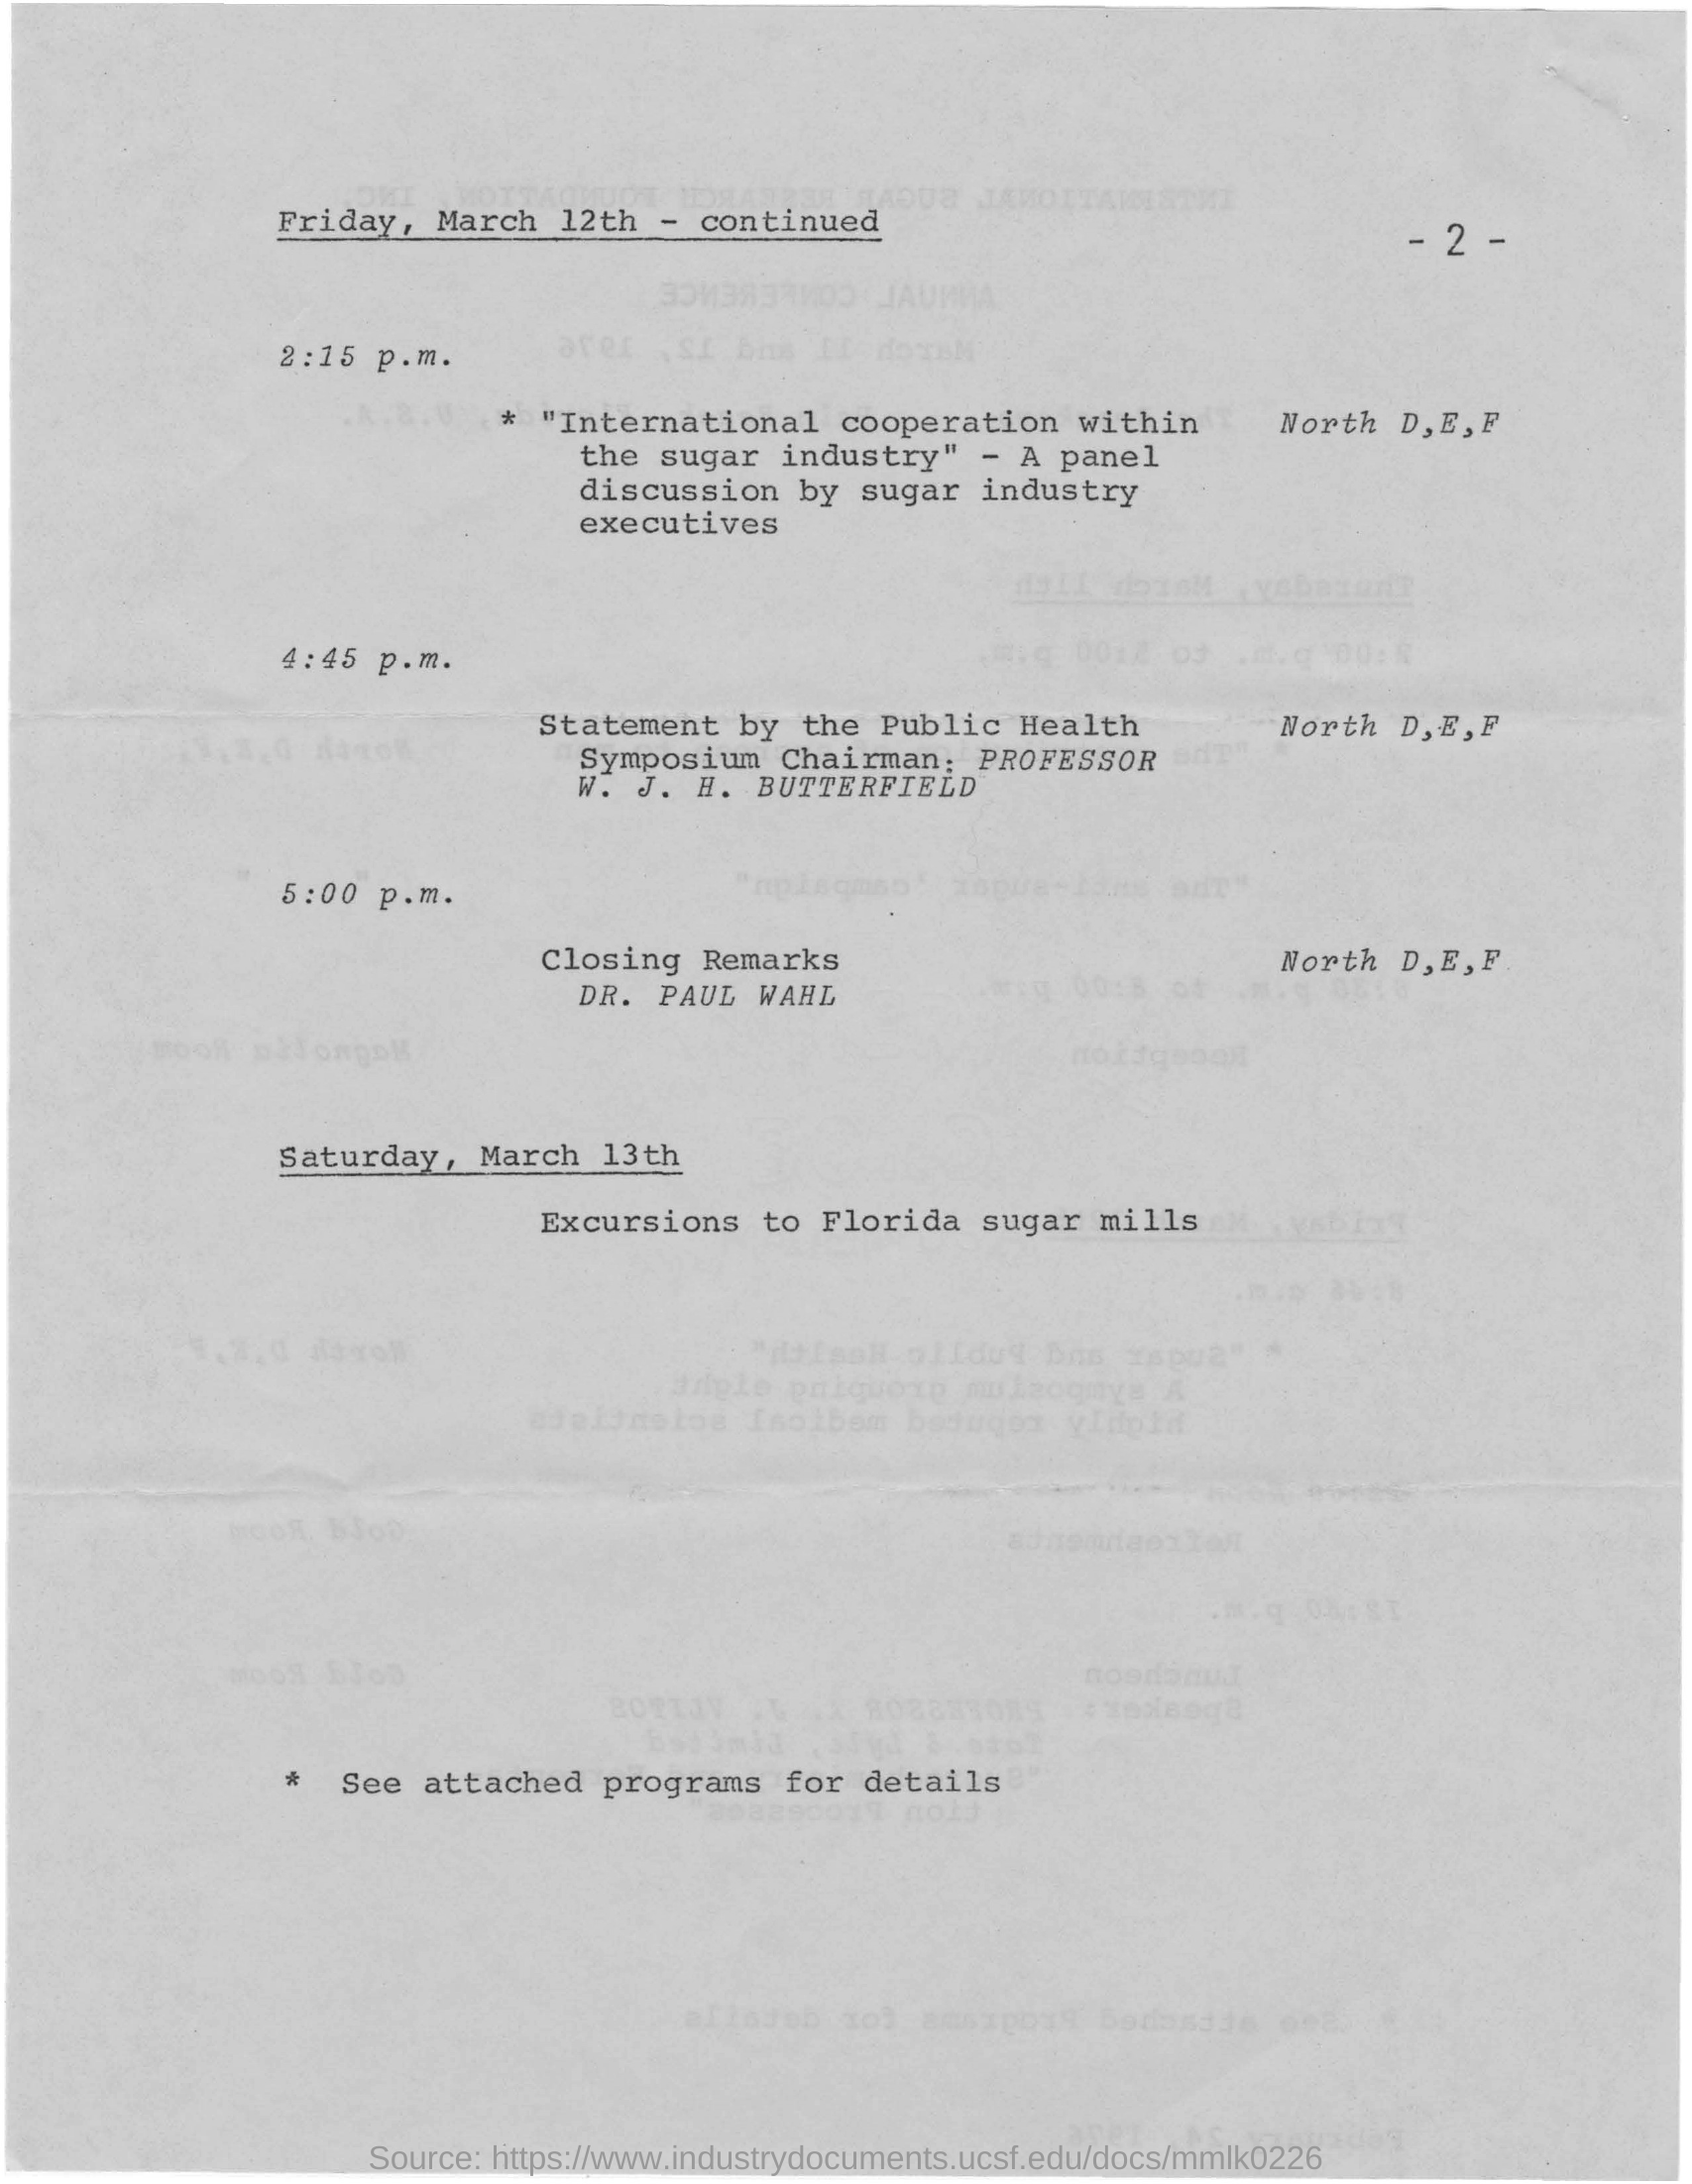 Friday, March 12th - continued
- 2 -
2:15 p.m.
* "International cooperation within North D,E,F
the sugar industry" - A panel
discussion by sugar industry
executives
4:45 p.m.
Statement by the Public Health North D,E,F
Symposium Chairman: PROFESSOR
W. J. H. BUTTERFIELD
5:00 p.m.
Closing Remarks North D,E,F
DR. PAUL WAHL
Saturday, March 13th
Excursions to Florida sugar mills
* See attached programs for details
Source: https://www.industrydocuments.ucsf.edu/docs/mmlk0226